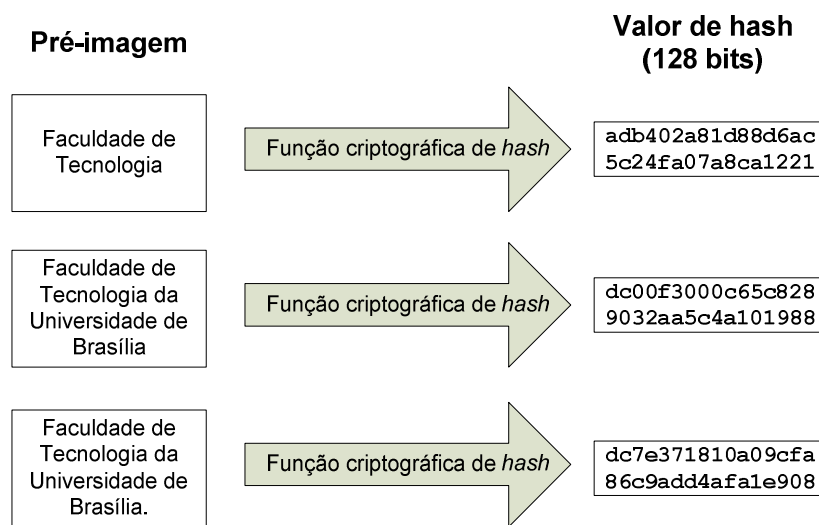 Pré-imagem
Valor de hash
(128 bits)
Faculdade de
Tecnologia
Função criptográfica de hash
adb402a81d88d6ac
5c24fa07a8ca1221
Faculdade de
Tecnologia da
Universidade de
Brasília
Função criptográfica de hash
dc00f3000c65c828
9032aa5c4a101988
Faculdade de
Tecnologia da
Universidade de
Brasília.
Função criptográfica de hash
dc7e371810a09cfa
86c9add4afa1e908